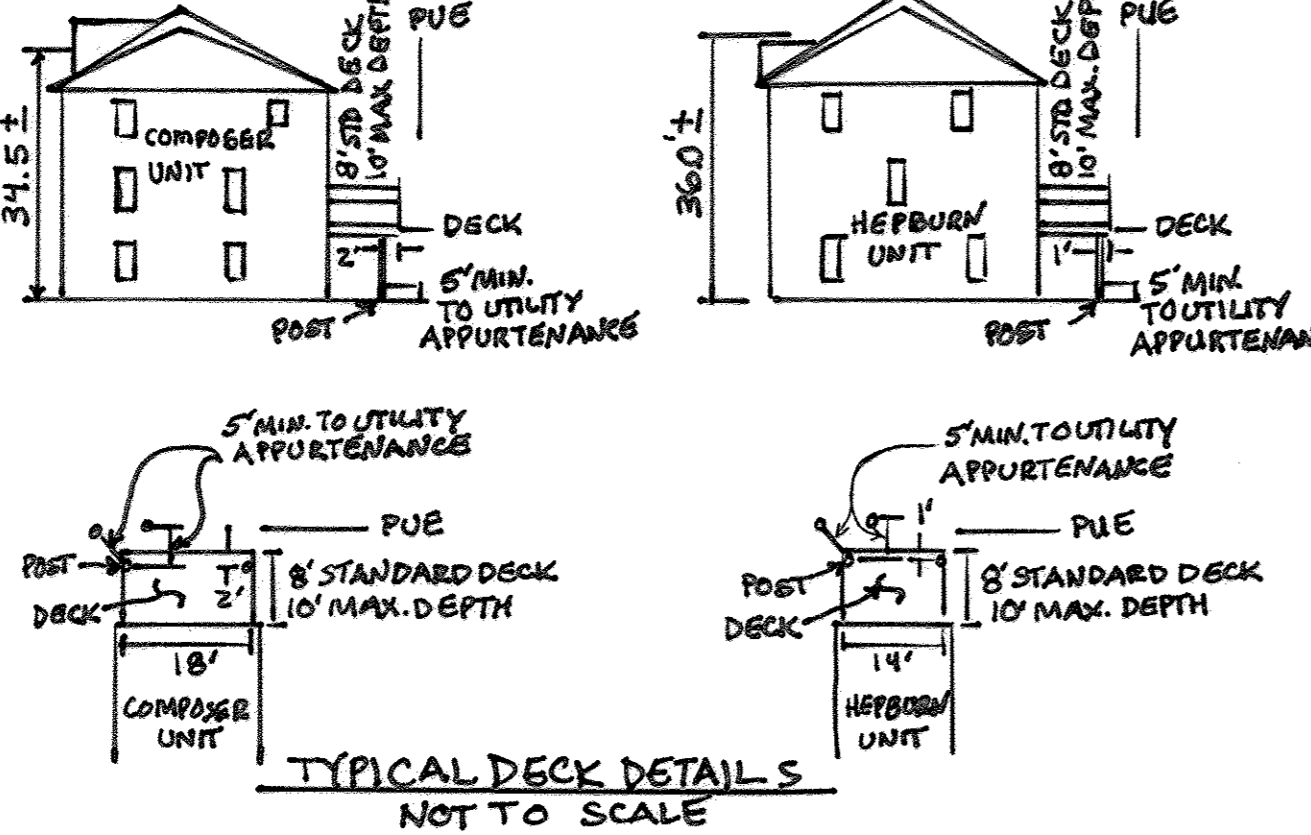 34.5 ±
COMPOSER
UNIT
8' STD DECK
10' MAX. DEPTH
PUE
DECK
2'
5' MIN.
TO UTILITY
APPURTENANCE
POST
36.0' ±
HEPBURN
UNIT
8' STD DECK
10' MAX. DEP
PUE
DECK
1'
5' MIN.
TO UTILITY
APPURTENAN
POST
5' MIN. TO UTILITY
APPURTENANCE
PUE
POST
DECK
2'
8' STANDARD DECK
10' MAX. DEPTH
18'
COMPOSER
UNIT
5' MIN. TO UTILITY
APPURTENANCE
1'
PUE
POST
DECK
8' STANDARD DECK
10' MAX. DEPTH
14'
HEPBURN
UNIT
TYPICAL DECK DETAILS
NOT TO SCALE